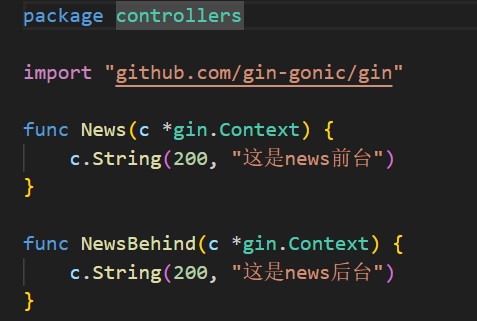 package controllers
import "github.com/gin-gonic/gin"
func News(c *gin.Context) {
c.String(200, "这是news前台")
}
func NewsBehind(c *gin.Context) {
c.String(200, "这是news后台")
}